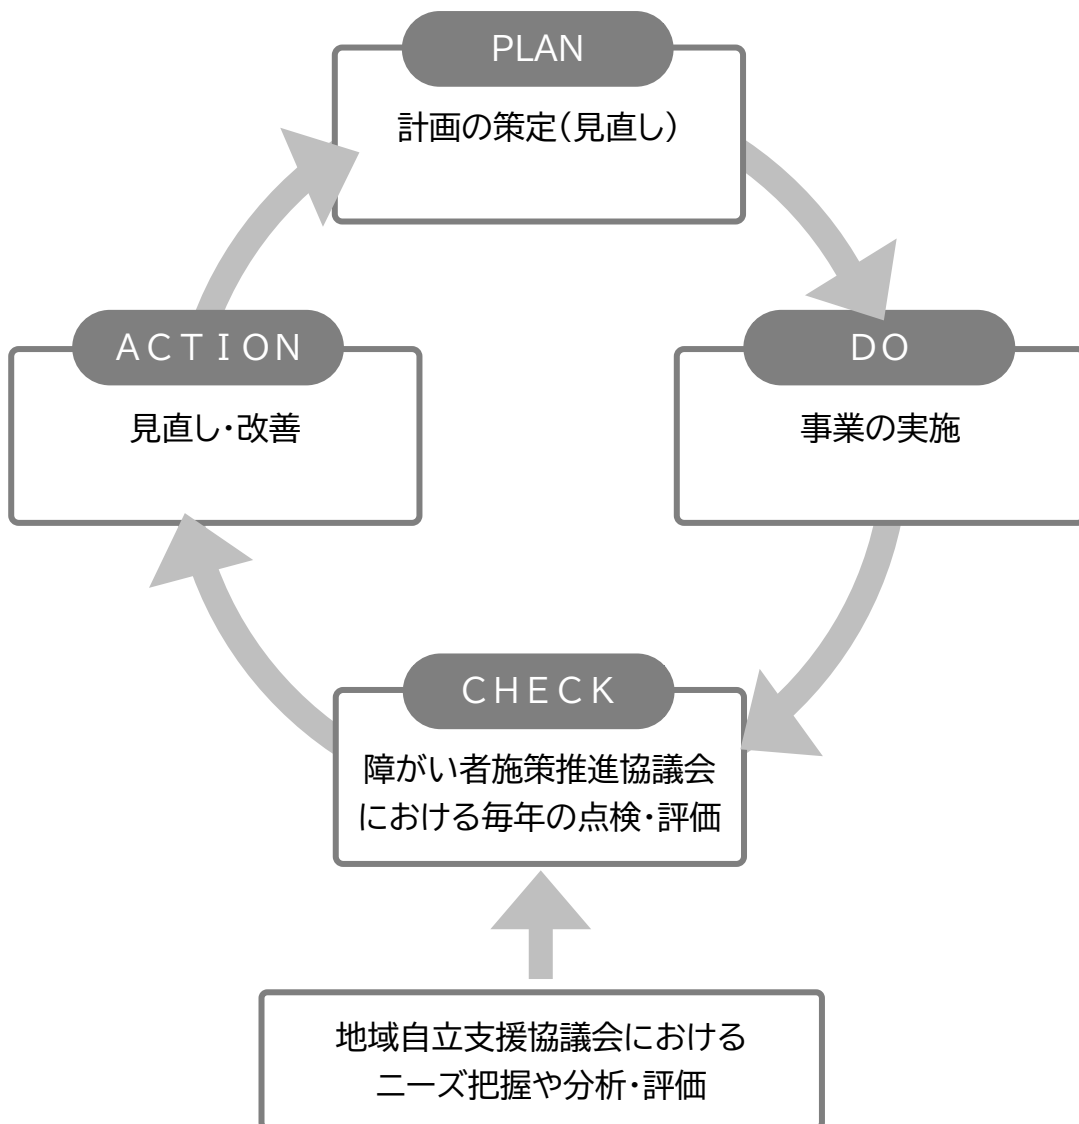 PLAN
計画の策定(見直し)
ACTION
見直し・改善
DO
事業の実施
CHECK
障がい者施策推進協議会
における毎年の点検・評価
地域自立支援協議会における
ニーズ把握や分析・評価